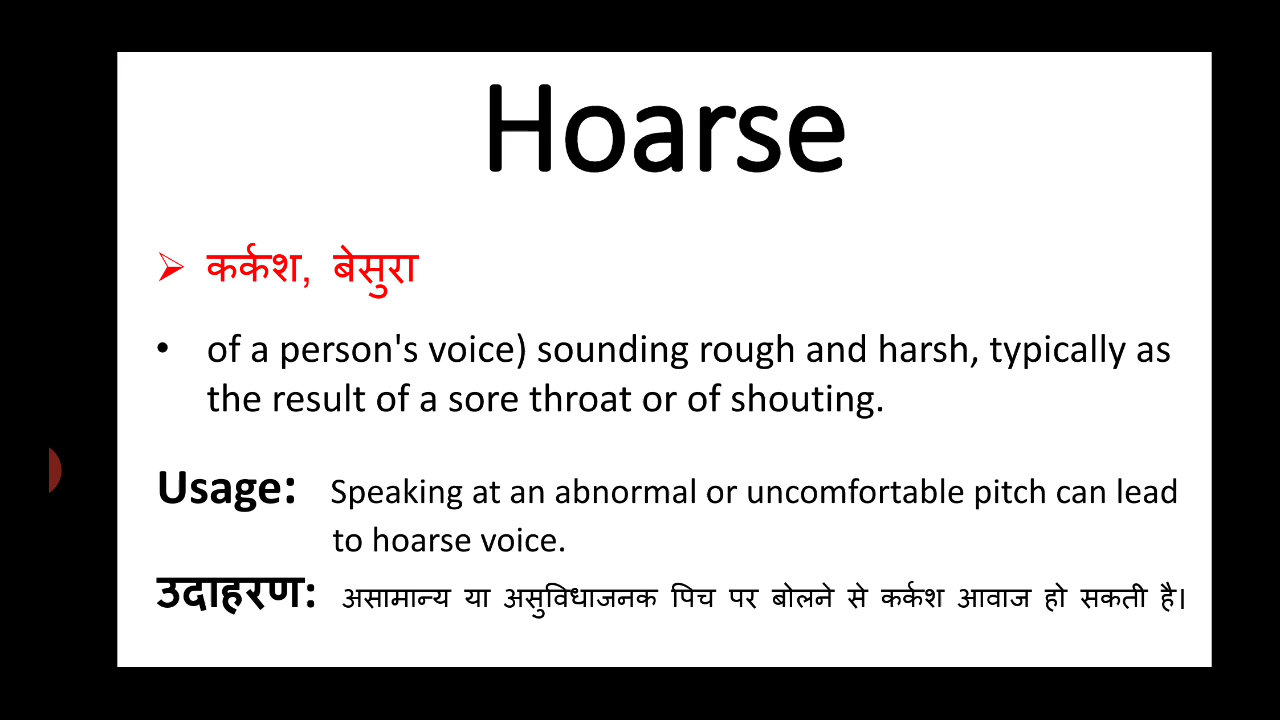 Hoarse
➢ कर्कश, बेसुरा
• of a person's voice) sounding rough and harsh, typically as
the result of a sore throat or of shouting.
Usage: Speaking at an abnormal or uncomfortable pitch can lead
to hoarse voice.
उदाहरण: असामान्य या असुविधाजनक पिच पर बोलने से कर्कश आवाज हो सकती है।